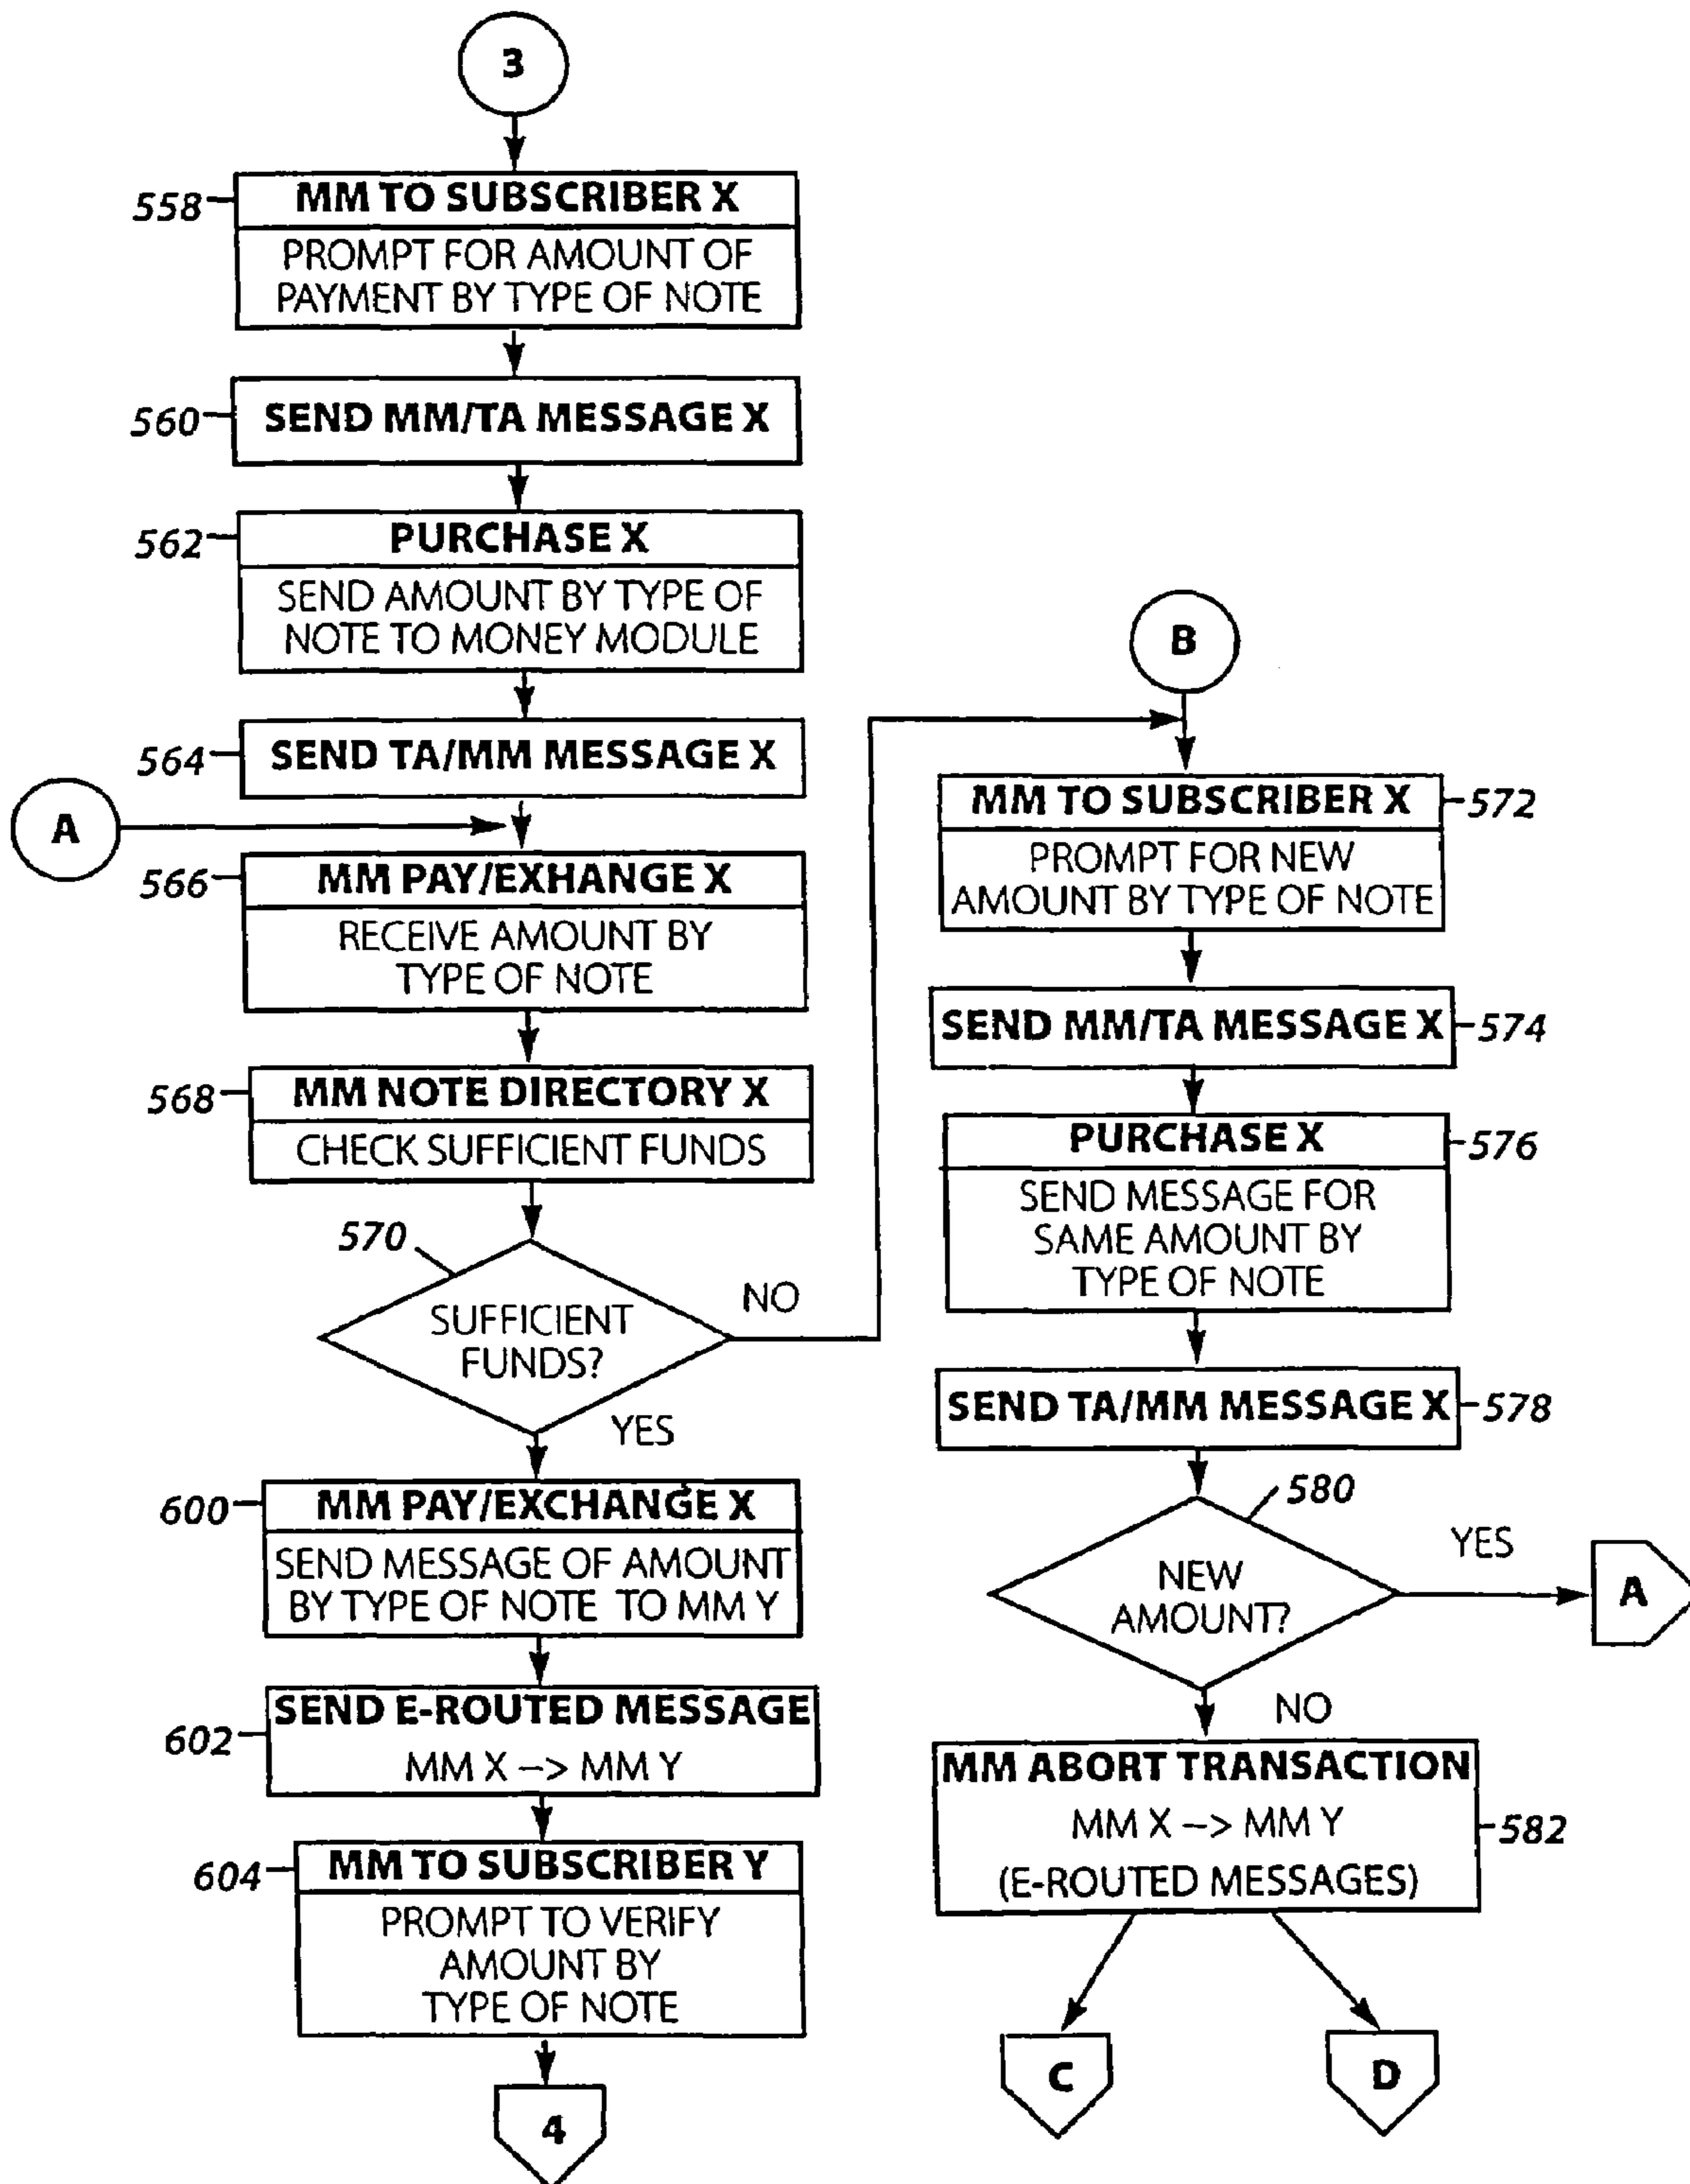 3
558
MM TO SUBSCRIBER X
PROMPT FOR AMOUNT OF
PAYMENT BY TYPE OF NOTE
560
SEND MM/TA MESSAGE X
562
PURCHASE X
SEND AMOUNT BY TYPE OF
NOTE TO MONEY MODULE
564
SEND TA/MM MESSAGE X
A
566
MM PAY/EXHANGE X
RECEIVE AMOUNT BY
TYPE OF NOTE
568
MM NOTE DIRECTORY X
CHECK SUFFICIENT FUNDS
570
SUFFICIENT
FUNDS?
NO
YES
600
MM PAY/EXCHANGE X
SEND MESSAGE OF AMOUNT
BY TYPE OF NOTE TO MM Y
602
SEND E-ROUTED MESSAGE
MM X –> MM Y
604
MM TO SUBSCRIBER Y
PROMPT TO VERIFY
AMOUNT BY
TYPE OF NOTE
4
B
MM TO SUBSCRIBER X
572
PROMPT FOR NEW
AMOUNT BY TYPE OF NOTE
SEND MM/TA MESSAGE X
574
PURCHASE X
576
SEND MESSAGE FOR
SAME AMOUNT BY
TYPE OF NOTE
SEND TA/MM MESSAGE X
578
580
NEW
AMOUNT?
YES
A
NO
MM ABORT TRANSACTION
MM X –> MM Y
582
(E-ROUTED MESSAGES)
C
D